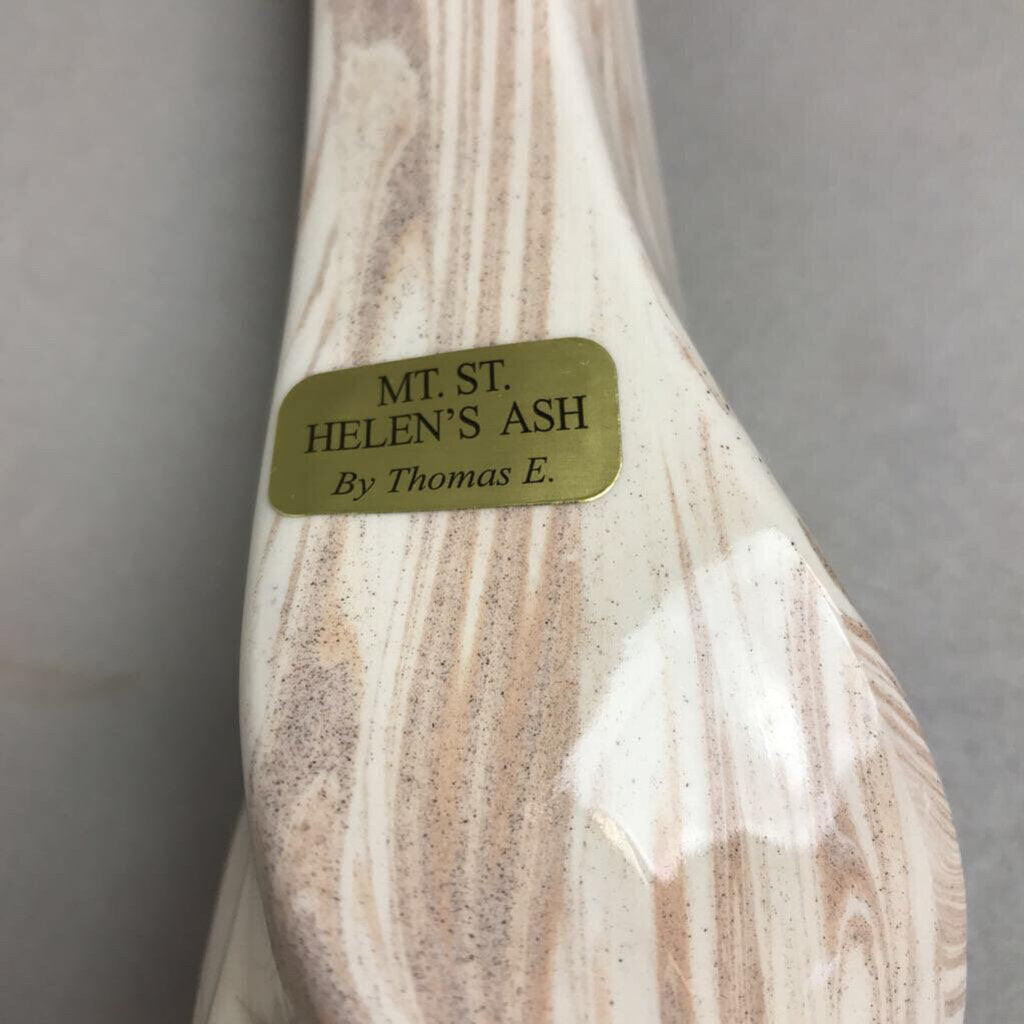 MT. ST.
HELEN'S ASH
By Thomas E.